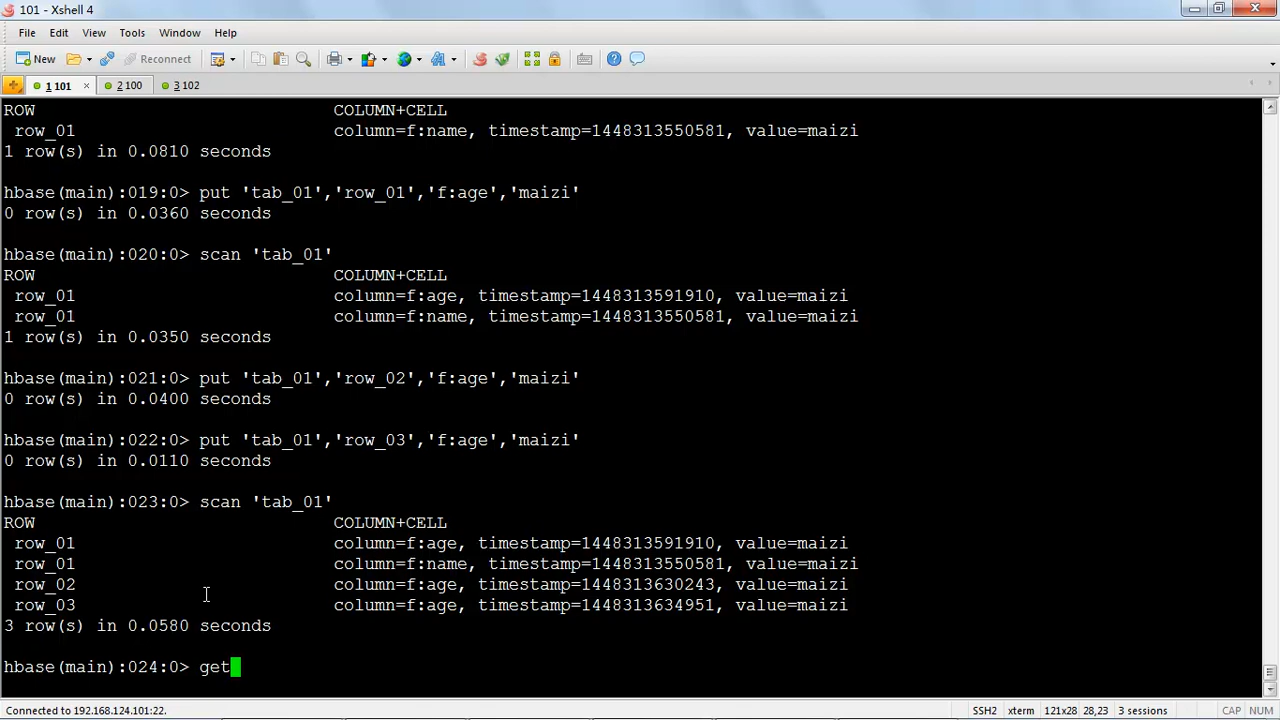 101 - Xshell 4
File Edit View Tools Window Help
New Reconnect
1 101 × 2 100 3 102
ROW COLUMN+CELL
row_01 column=f:name, timestamp=1448313550581, value=maizi
1 row(s) in 0.0810 seconds
hbase(main):019:0> put 'tab_01','row_01','f:age','maizi'
0 row(s) in 0.0360 seconds
hbase(main):020:0> scan 'tab_01'
ROW COLUMN+CELL
row_01 column=f:age, timestamp=1448313591910, value=maizi
row_01 column=f:name, timestamp=1448313550581, value=maizi
1 row(s) in 0.0350 seconds
hbase(main):021:0> put 'tab_01','row_02','f:age','maizi'
0 row(s) in 0.0400 seconds
hbase(main):022:0> put 'tab_01','row_03','f:age','maizi'
0 row(s) in 0.0110 seconds
hbase(main):023:0> scan 'tab_01'
ROW COLUMN+CELL
row_01 column=f:age, timestamp=1448313591910, value=maizi
row_01 column=f:name, timestamp=1448313550581, value=maizi
row_02 column=f:age, timestamp=1448313630243, value=maizi
row_03 column=f:age, timestamp=1448313634951, value=maizi
3 row(s) in 0.0580 seconds
hbase(main):024:0> get
Connected to 192.168.124.101:22. SSH2 xterm 121x28 28,23 3 sessions CAP NUM